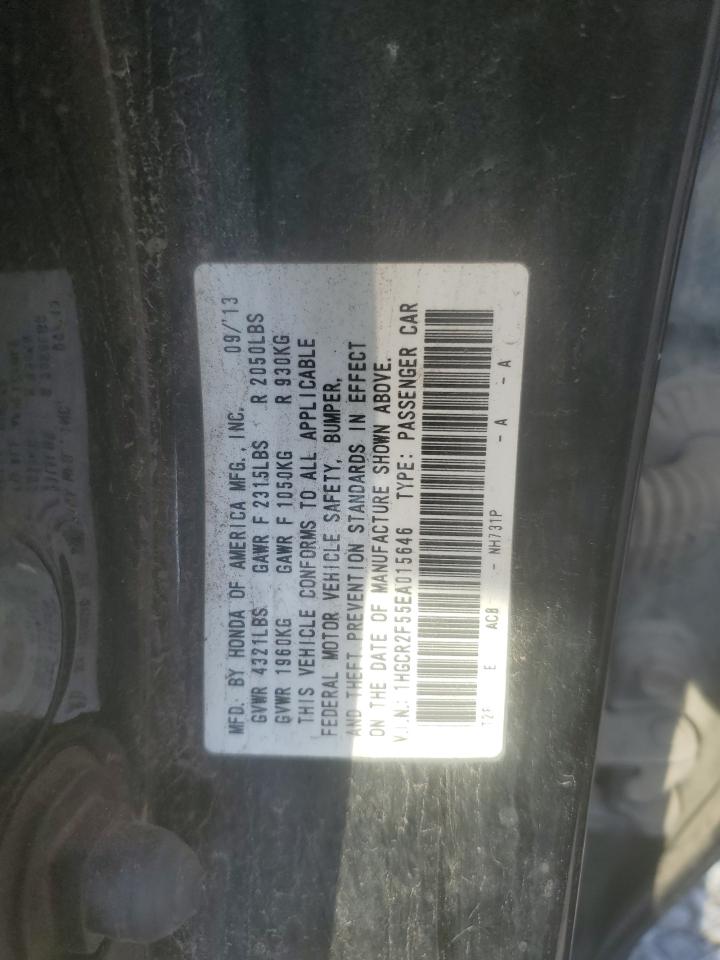 MFD. BY HONDA OF AMERICA MFG., INC. 09/'13
GVWR 4321LBS GAWR F 2315LBS R 2050LBS
GVWR 1960KG GAWR F 1050KG R 930KG
THIS VEHICLE CONFORMS TO ALL APPLICABLE
FEDERAL MOTOR VEHICLE SAFETY, BUMPER,
AND THEFT PREVENTION STANDARDS IN EFFECT
ON THE DATE OF MANUFACTURE SHOWN ABOVE.
V.I.N.: 1HGCR2F55EA015646 TYPE: PASSENGER CAR
E AC8- - NH731P - A - A